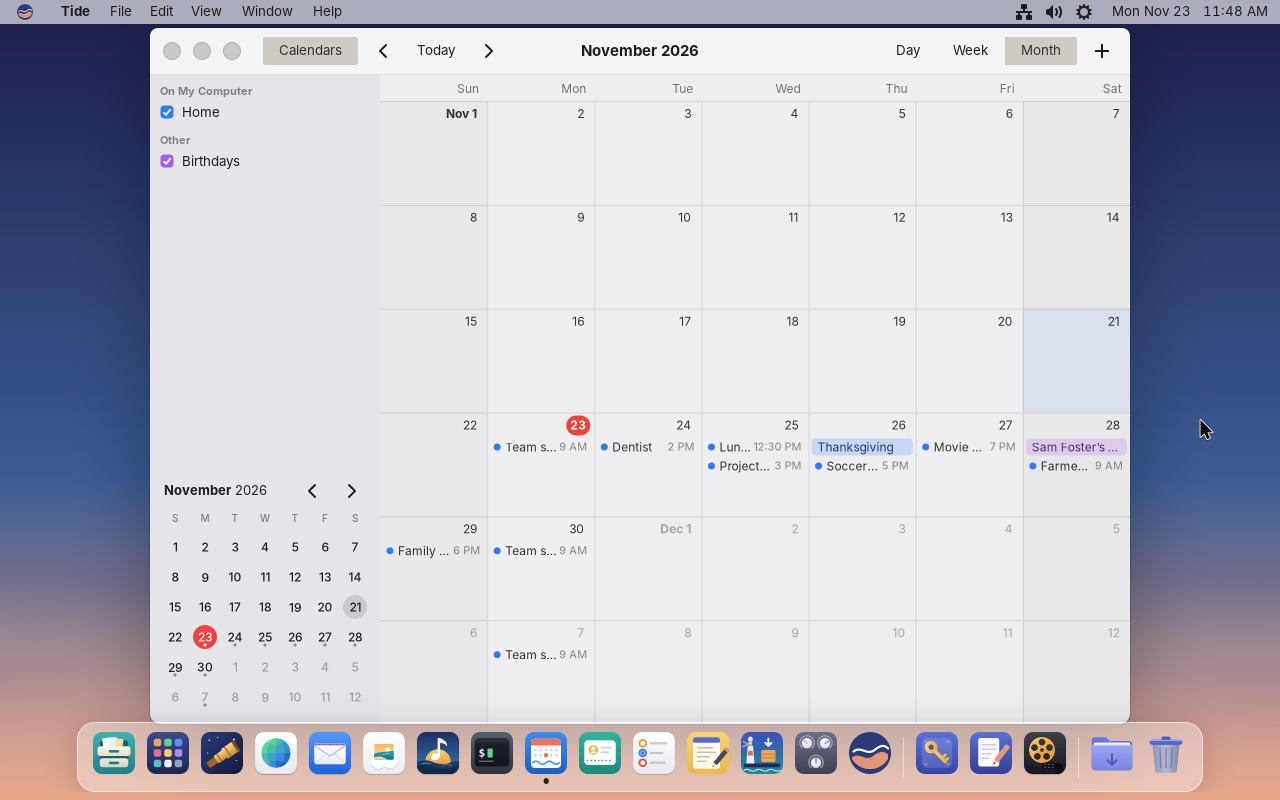 Tide File Edit View Window Help Mon Nov 23 11:48 AM
Calendars Today November 2026 Day Week Month
On My Computer
Home
Other
Birthdays
November 2026
S M T W T F S
1 2 3 4 5 6 7
8 9 10 11 12 13 14
15 16 17 18 19 20 21
22 23 24 25 26 27 28
29 30 1 2 3 4 5
6 7 8 9 10 11 12
Sun Mon Tue Wed Thu Fri Sat
Nov 1 2 3 4 5 6 7
8 9 10 11 12 13 14
15 16 17 18 19 20 21
22 23 24 25 26 27 28
Team s... 9 AM Dentist 2 PM Lun... 12:30 PM Thanksgiving Movie ... 7 PM Sam Foster's ...
Project... 3 PM Soccer... 5 PM Farme... 9 AM
29 30 Dec 1 2 3 4 5
Family ... 6 PM Team s... 9 AM
6 7 8 9 10 11 12
Team s... 9 AM
$